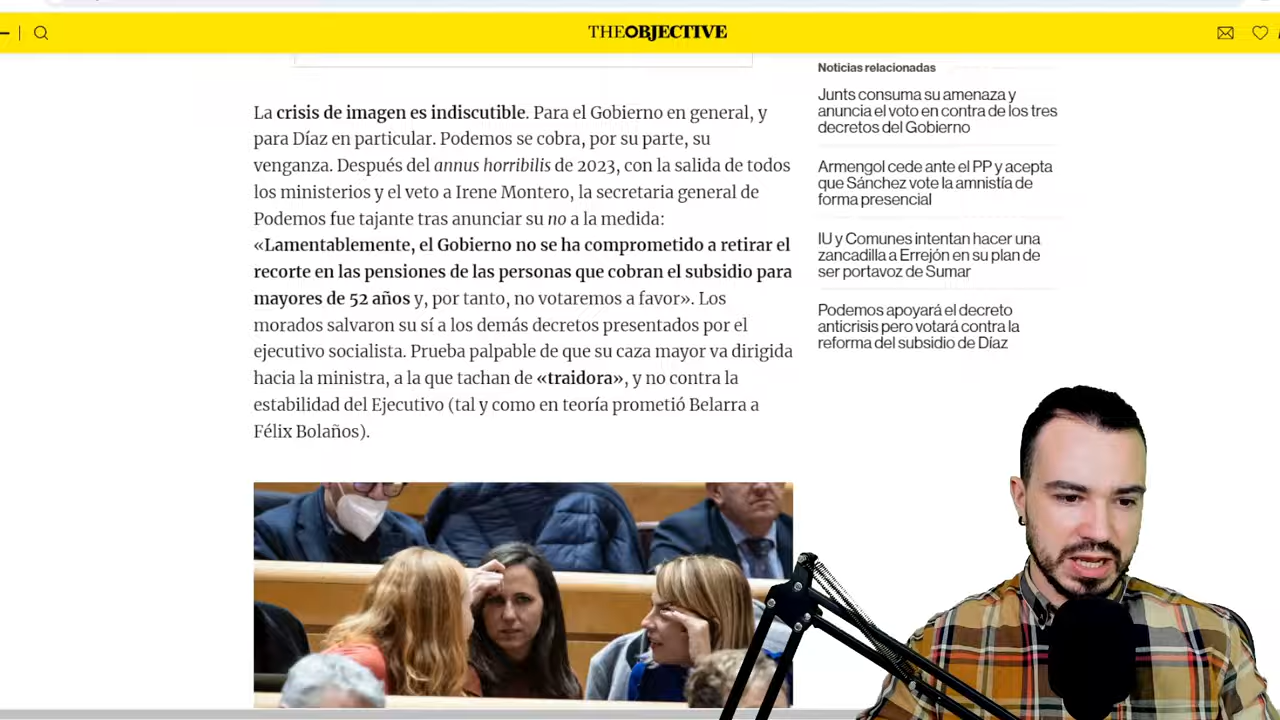 THEOBJECTIVE
La crisis de imagen es indiscutible. Para el Gobierno en general, y
para Díaz en particular. Podemos se cobra, por su parte, su
venganza. Después del annus horribilis de 2023, con la salida de todos
los ministerios y el veto a Irene Montero, la secretaria general de
Podemos fue tajante tras anunciar su no a la medida:
«Lamentablemente, el Gobierno no se ha comprometido a retirar el
recorte en las pensiones de las personas que cobran el subsidio para
mayores de 52 años y, por tanto, no votaremos a favor». Los
morados salvaron su sí a los demás decretos presentados por el
ejecutivo socialista. Prueba palpable de que su caza mayor va dirigida
hacia la ministra, a la que tachan de «traidora», y no contra la
estabilidad del Ejecutivo (tal y como en teoría prometió Belarra a
Félix Bolaños).
Noticias relacionadas
Junts consuma su amenaza y
anuncia el voto en contra de los tres
decretos del Gobierno
Armengol cede ante el PP y acepta
que Sánchez vote la amnistía de
forma presencial
IU y Comunes intentan hacer una
zancadilla a Errejón en su plan de
ser portavoz de Sumar
Podemos apoyará el decreto
anticrisis pero votará contra la
reforma del subsidio de Díaz